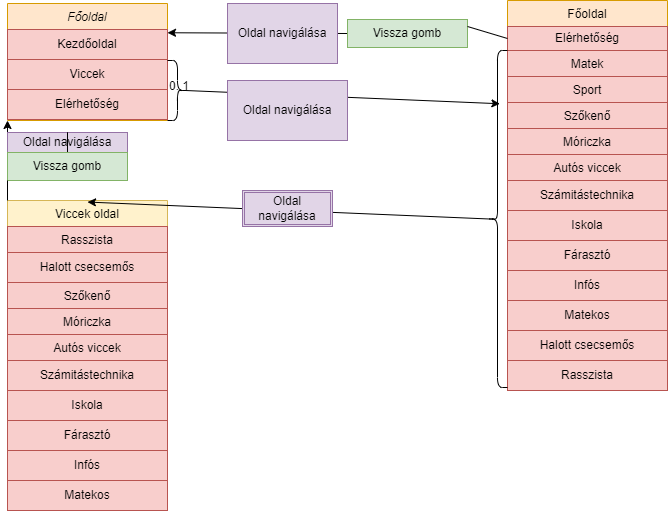 Főoldal
Kezdőoldal
Viccek
Elérhetőség
0 1
Oldal navigálása
Vissza gomb
Oldal navigálása
Főoldal
Elérhetőség
Matek
Sport
Szőkenő
Móriczka
Autós viccek
Számitástechnika
Iskola
Fárasztó
Infós
Matekos
Halott csecsemős
Rasszista
Oldal navigálása
Vissza gomb
Oldal
navigálása
Viccek oldal
Rasszista
Halott csecsemős
Szőkenő
Móriczka
Autós viccek
Számitástechnika
Iskola
Fárasztó
Infós
Matekos